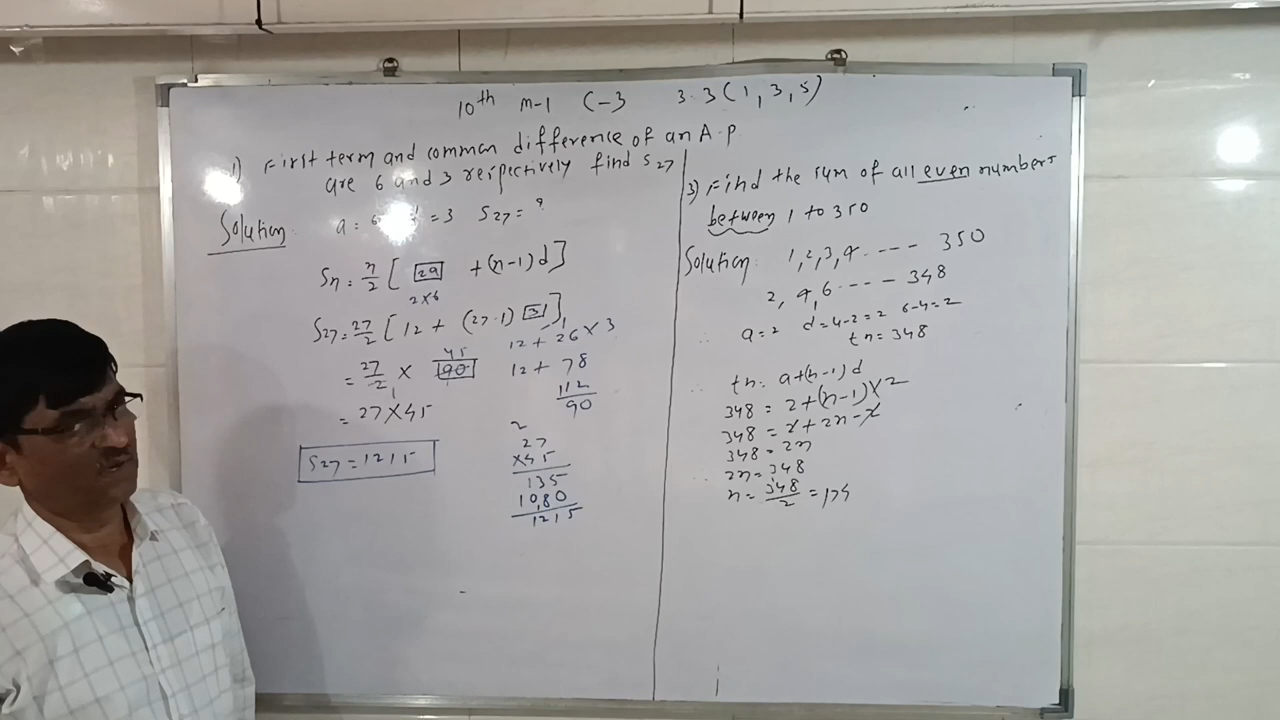 10th m-1 C-3 3.3(1,3,5)
1) First term and common difference of an A.P
are 6 and 3 respectively find S27
Solution: a = 6 = 3 S27 = ?
Sn = n/2 [ 2a + (n-1) d ]
2×6
S27 = 27/2 [ 12 + (27-1) 3 ]
= 27/2 × 90
45
1
= 27×45
S27 = 1215
12 + 26 × 3
12 + 78
112
90
2
27
×45
135
1080
1215
3) Find the sum of all even numbers
between 1 to 350
Solution: 1, 2, 3, 4 ---- 350
2, 4, 6 ---- 348
∴ a = 2 d = 4-2 = 2 6-4 = 2
tn = 348
∴ tn = a+(n-1) d
348 = 2+(n-1)×2
348 = 2+2n-2
348 = 2n
∴ 2n = 348
n = 348/2 = 174